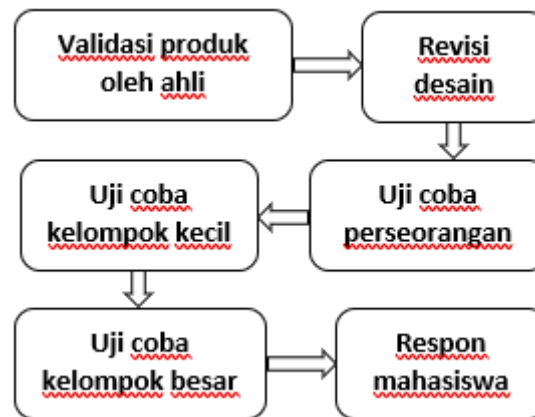 Validasi produk
oleh ahli
Revisi
desain
Uji coba
perseorangan
Uji coba
kelompok kecil
Uji coba
kelompok besar
Respon
mahasiswa